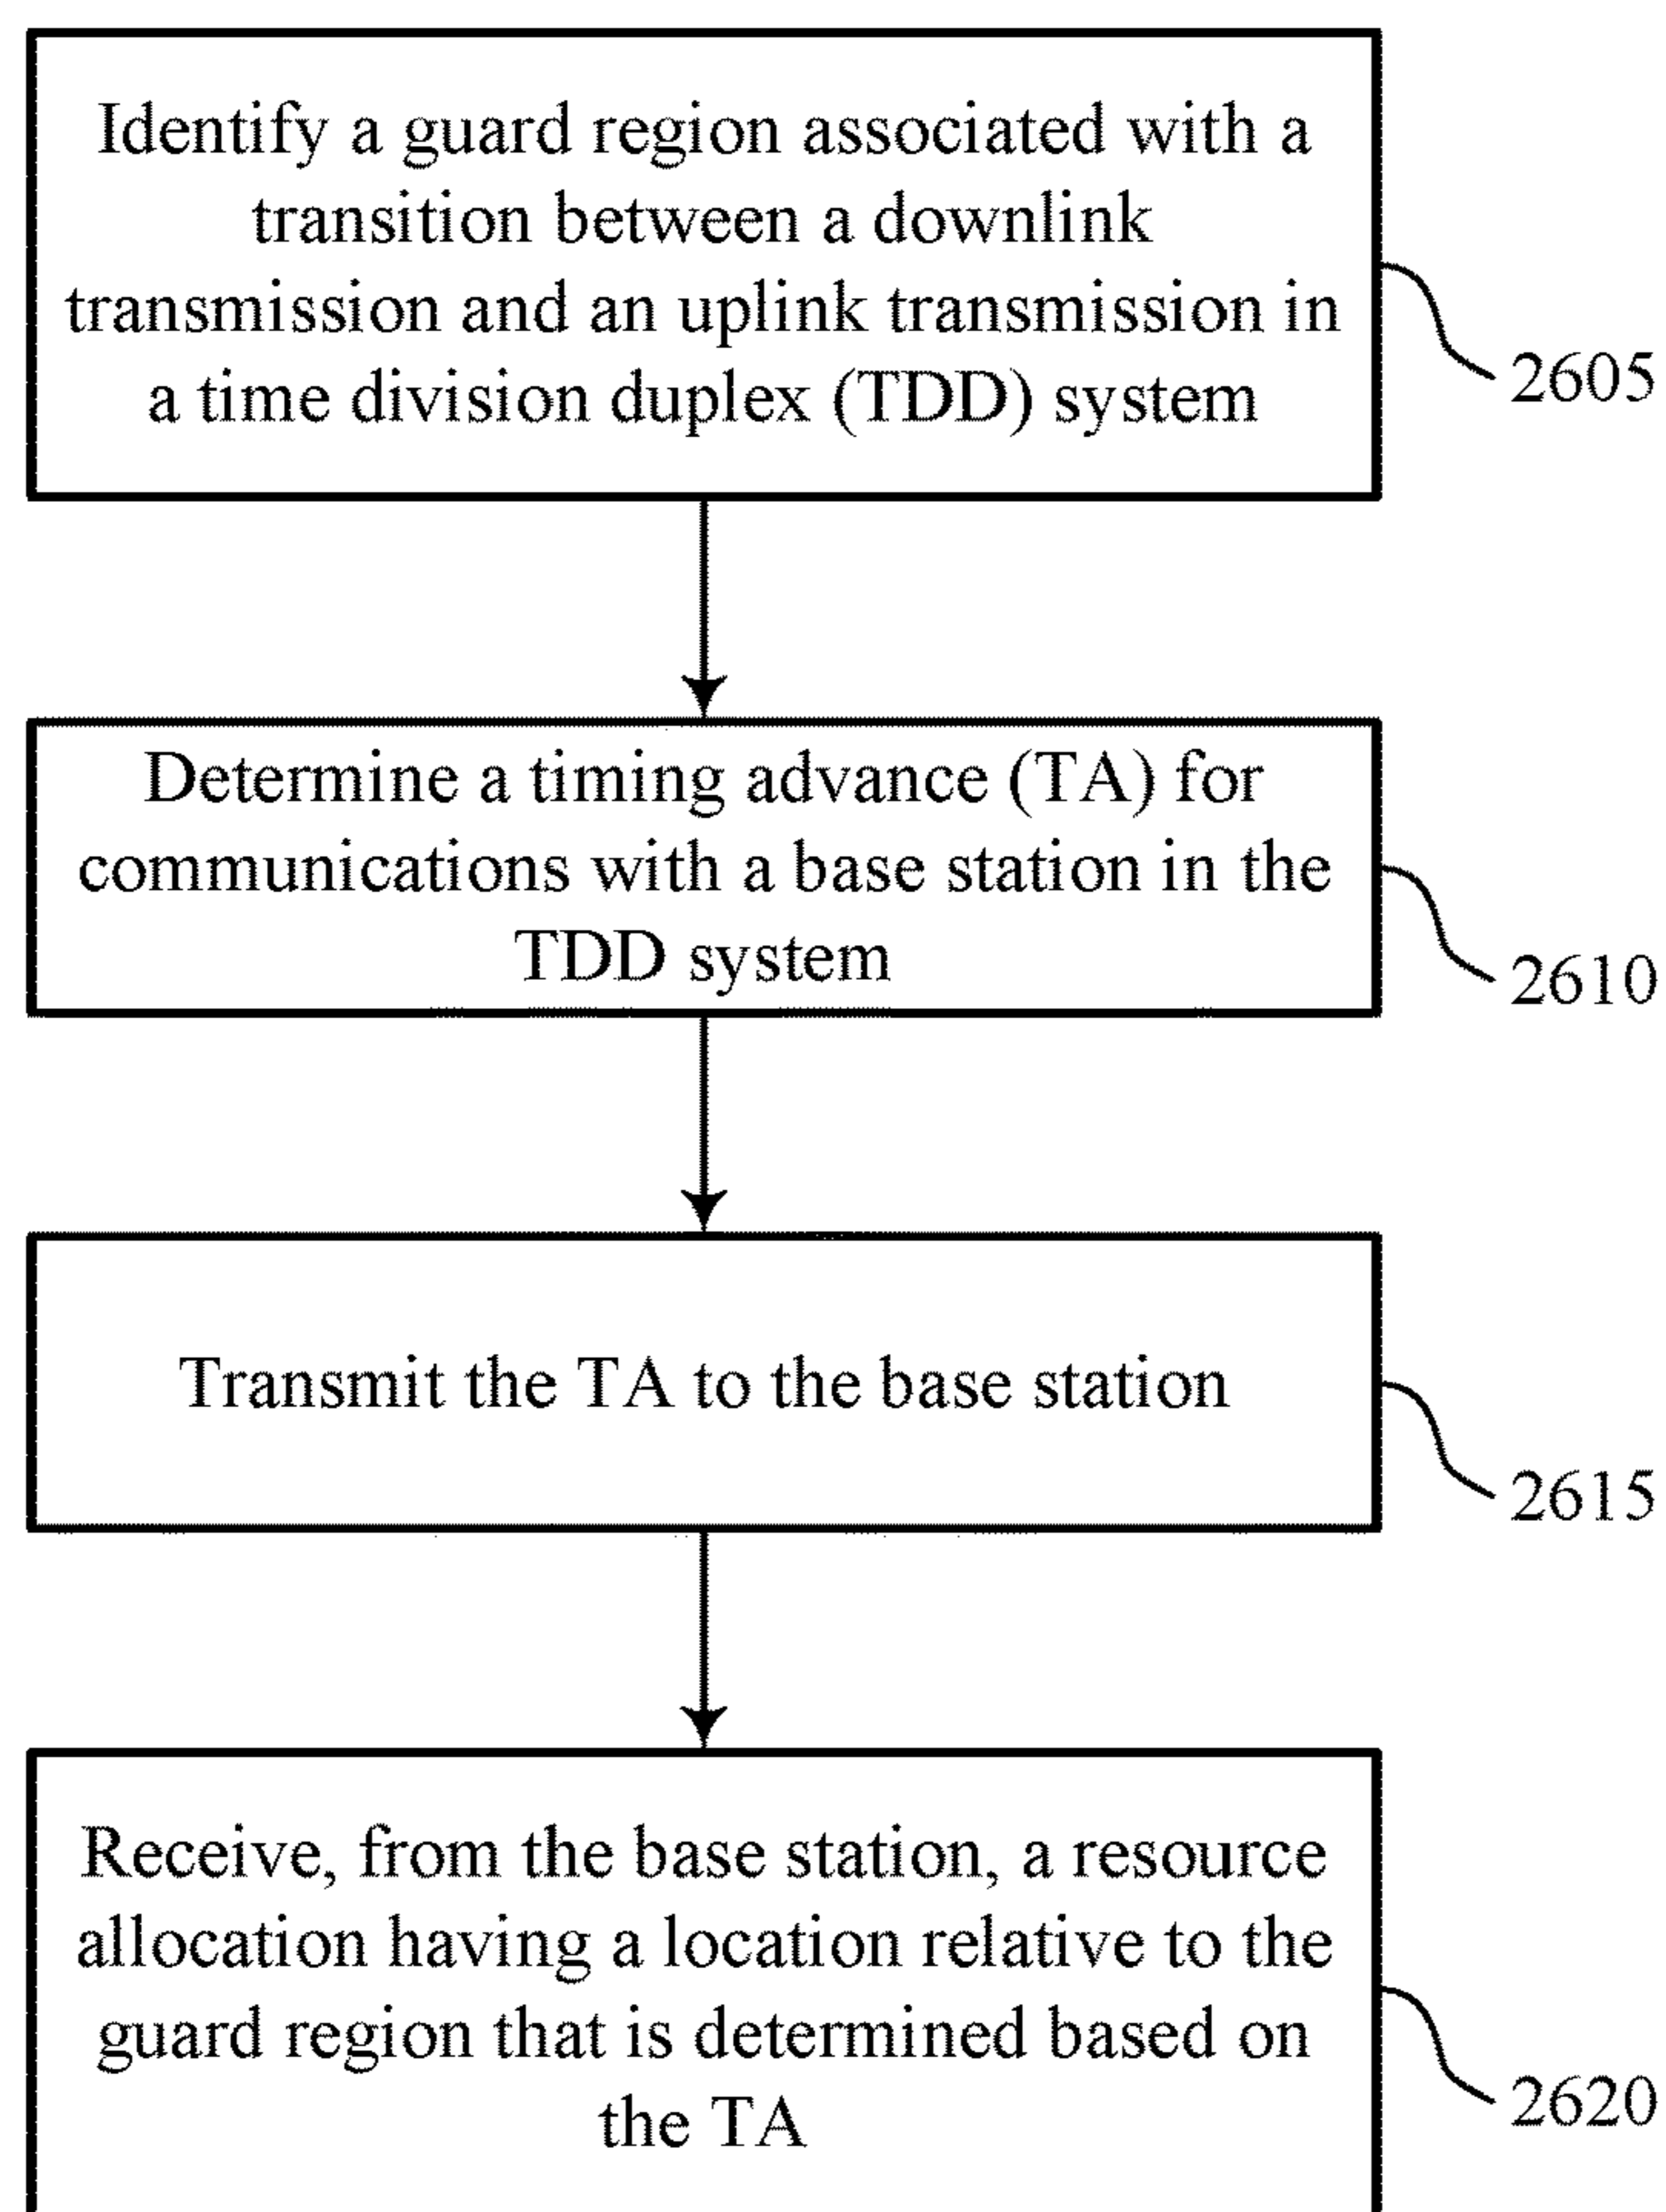 Identify a guard region associated with a
transition between a downlink
transmission and an uplink transmission in
a time division duplex (TDD) system
2605
Determine a timing advance (TA) for
communications with a base station in the
TDD system
2610
Transmit the TA to the base station
2615
Receive, from the base station, a resource
allocation having a location relative to the
guard region that is determined based on
the TA
2620